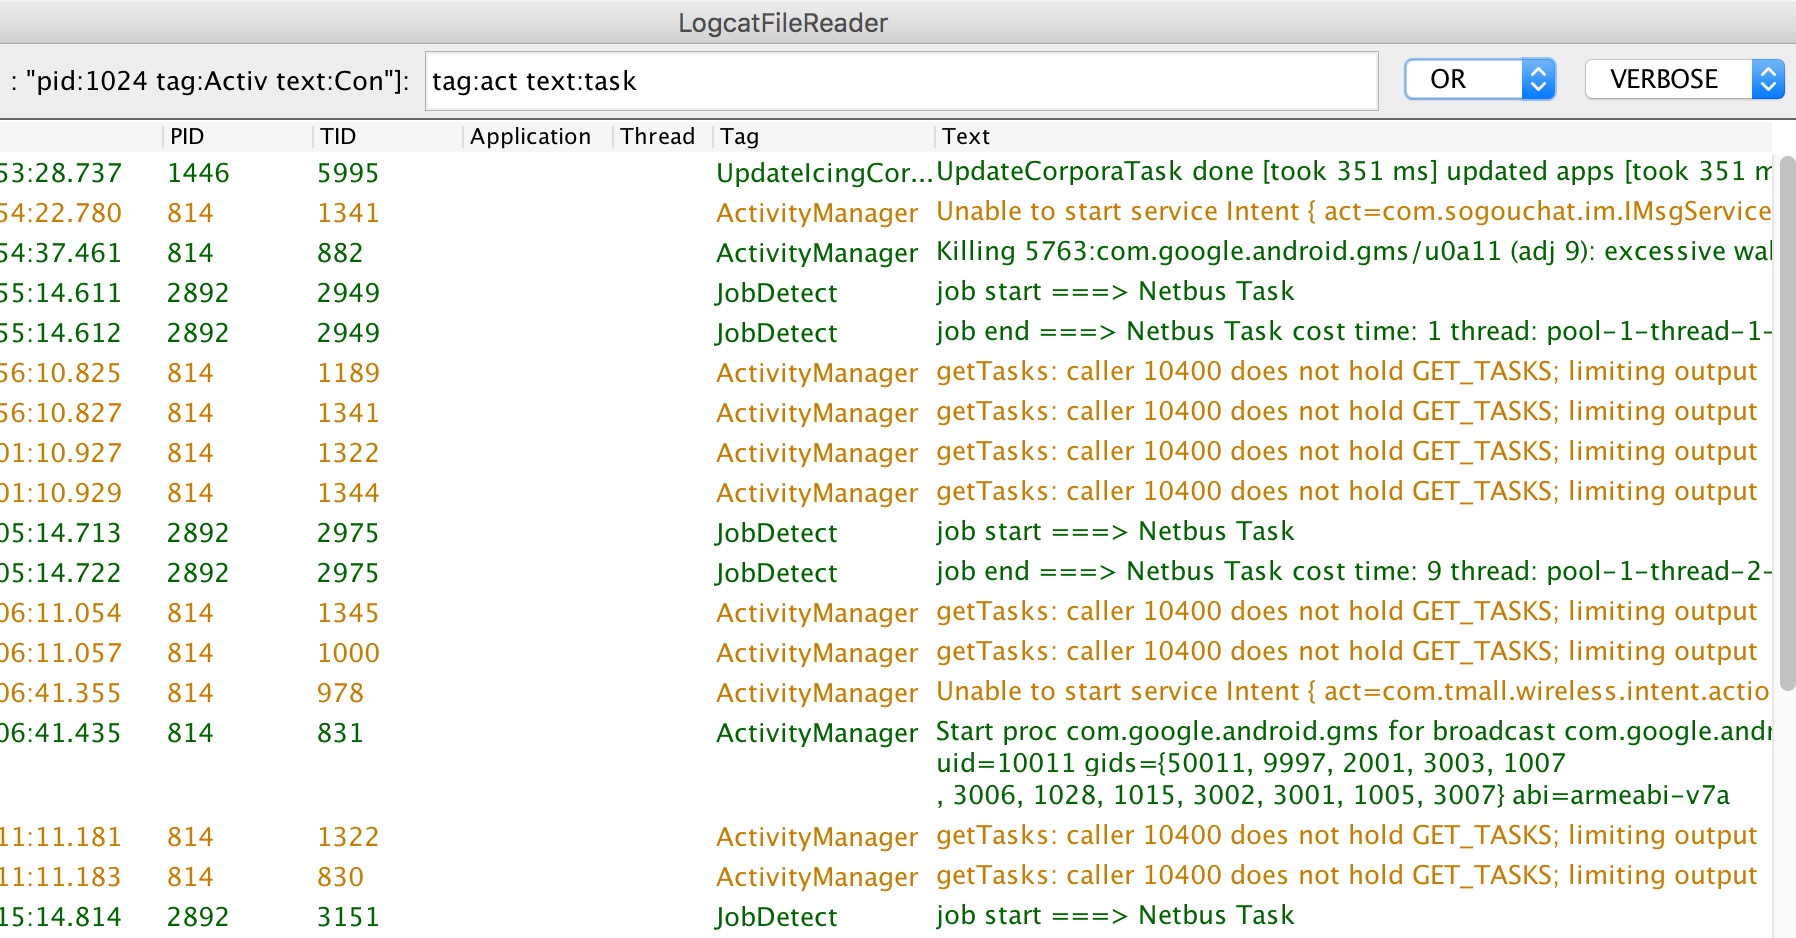 LogcatFileReader
: "pid:1024 tag:Activ text:Con"]: tag:act text:task OR VERBOSE
PID TID Application Thread Tag Text
53:28.737 1446 5995 UpdateIcingCor... UpdateCorporaTask done [took 351 ms] updated apps [took 351 m
54:22.780 814 1341 ActivityManager Unable to start service Intent { act=com.sogouchat.im.IMsgService
54:37.461 814 882 ActivityManager Killing 5763:com.google.android.gms/u0a11 (adj 9): excessive wal
55:14.611 2892 2949 JobDetect job start ===> Netbus Task
55:14.612 2892 2949 JobDetect job end ===> Netbus Task cost time: 1 thread: pool-1-thread-1-
56:10.825 814 1189 ActivityManager getTasks: caller 10400 does not hold GET_TASKS; limiting output
56:10.827 814 1341 ActivityManager getTasks: caller 10400 does not hold GET_TASKS; limiting output
01:10.927 814 1322 ActivityManager getTasks: caller 10400 does not hold GET_TASKS; limiting output
01:10.929 814 1344 ActivityManager getTasks: caller 10400 does not hold GET_TASKS; limiting output
05:14.713 2892 2975 JobDetect job start ===> Netbus Task
05:14.722 2892 2975 JobDetect job end ===> Netbus Task cost time: 9 thread: pool-1-thread-2-
06:11.054 814 1345 ActivityManager getTasks: caller 10400 does not hold GET_TASKS; limiting output
06:11.057 814 1000 ActivityManager getTasks: caller 10400 does not hold GET_TASKS; limiting output
06:41.355 814 978 ActivityManager Unable to start service Intent { act=com.tmall.wireless.intent.actio
06:41.435 814 831 ActivityManager Start proc com.google.android.gms for broadcast com.google.andr
uid=10011 gids={50011, 9997, 2001, 3003, 1007
, 3006, 1028, 1015, 3002, 3001, 1005, 3007} abi=armeabi-v7a
11:11.181 814 1322 ActivityManager getTasks: caller 10400 does not hold GET_TASKS; limiting output
11:11.183 814 830 ActivityManager getTasks: caller 10400 does not hold GET_TASKS; limiting output
15:14.814 2892 3151 JobDetect job start ===> Netbus Task